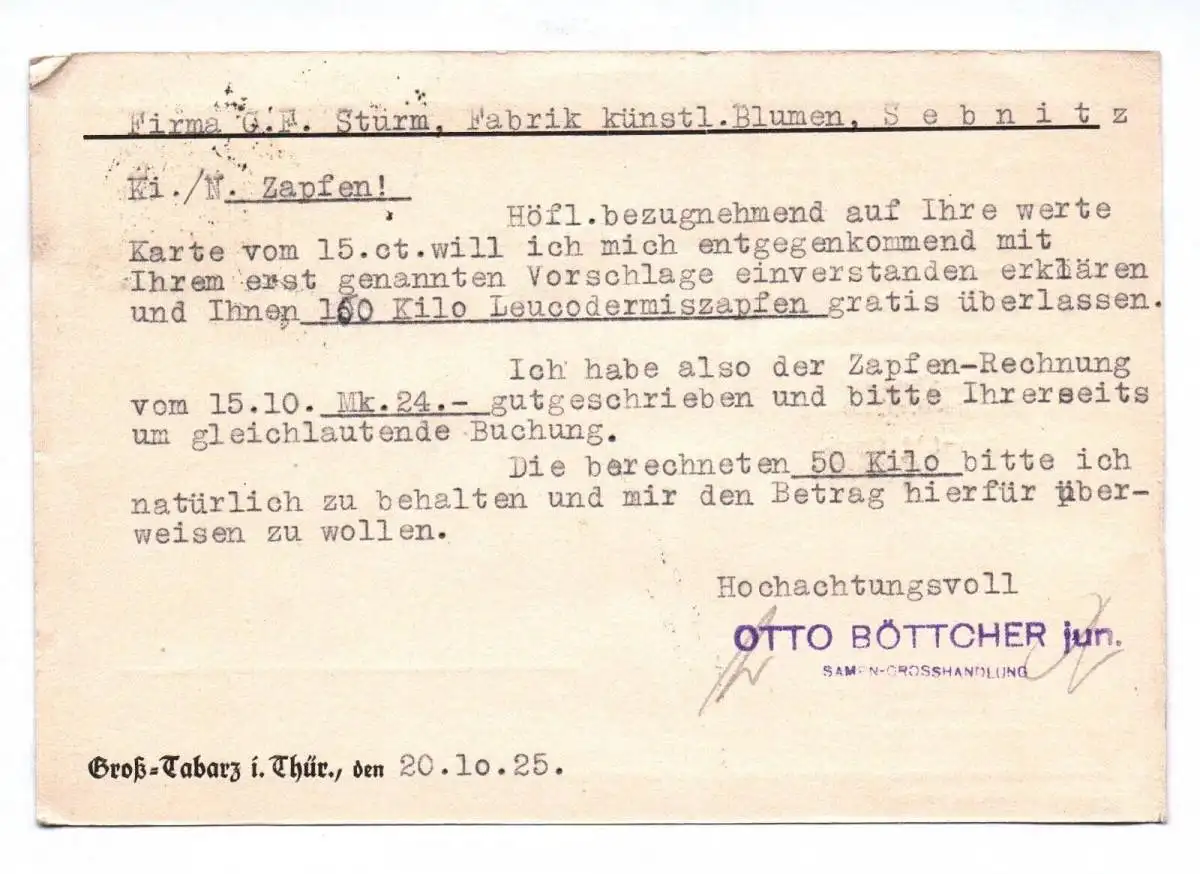 Firma G.F. Sturm, Fabrik künstl.Blumen, S e b n i t z
Ki./N. Zapfen!
Höfl.bezugnehmend auf Ihre werte
Karte vom 15.ct.will ich mich entgegenkommend mit
Ihrem erst genannten Vorschlage einverstanden erklären
und Ihnen 160 Kilo Leucodermiszapfen gratis überlassen.
Ich habe also der Zapfen-Rechnung
vom 15.10. Mk.24.- gutgeschrieben und bitte Ihrerseits
um gleichlautende Buchung.
Die berechneten 50 Kilo bitte ich
natürlich zu behalten und mir den Betrag hierfür über-
weisen zu wollen.
Hochachtungsvoll
OTTO BÖTTCHER jun.
SAMEN-GROSSHANDLUNG
Groß-Tabarz i. Thür., den 20.10.25.